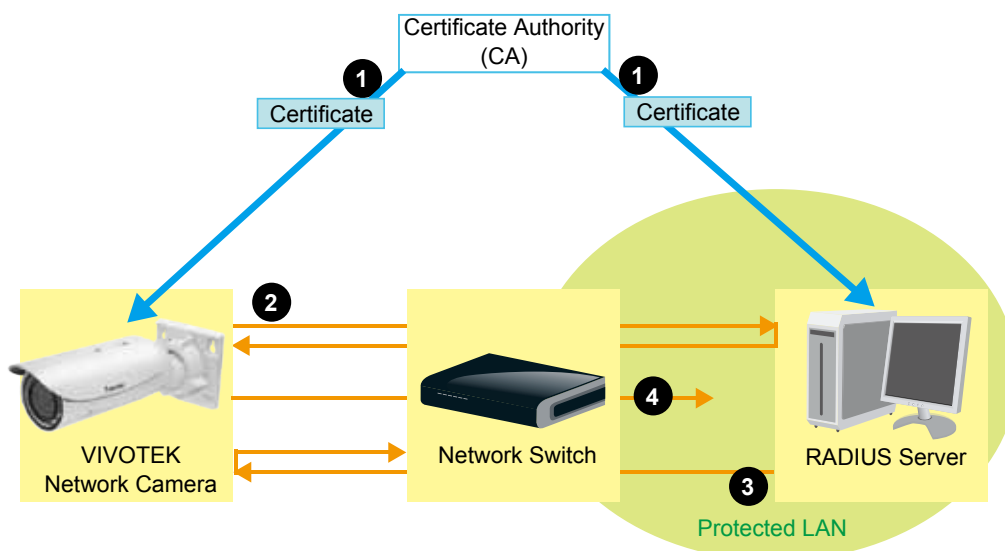 Certificate Authority
(CA)
1
1
Certificate
Certificate
2
4
VIVOTEK
Network Camera
Network Switch
RADIUS Server
3
Protected LAN